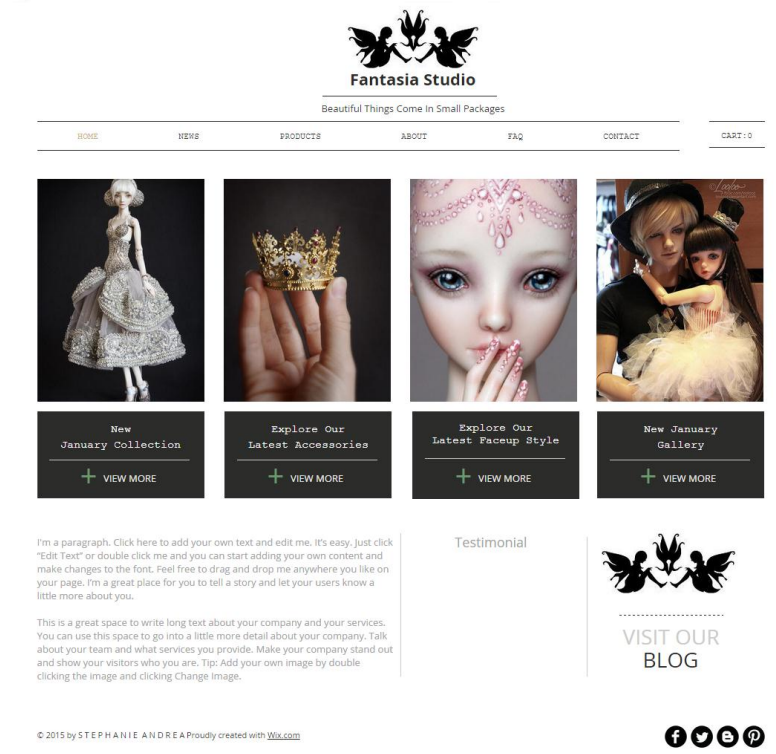 Fantasia Studio
Beautiful Things Come In Small Packages
HOME NEWS PRODUCTS ABOUT FAQ CONTACT CART:0
New
January Collection
VIEW MORE
Explore Our
Latest Accessories
VIEW MORE
Explore Our
Latest Faceup Style
VIEW MORE
New January
Gallery
VIEW MORE
I'm a paragraph. Click here to add your own text and edit me. It's easy. Just click
"Edit Text" or double click me and you can start adding your own content and
make changes to the font. Feel free to drag and drop me anywhere you like on
your page. I'm a great place for you to tell a story and let your users know a
little more about you.
This is a great space to write long text about your company and your services.
You can use this space to go into a little more detail about your company. Talk
about your team and what services you provide. Make your company stand out
and show your visitors who you are. Tip: Add your own image by double
clicking the image and clicking Change Image.
Testimonial
VISIT OUR
BLOG
© 2015 by S T E P H A N I E A N D R E A Proudly created with Wix.com